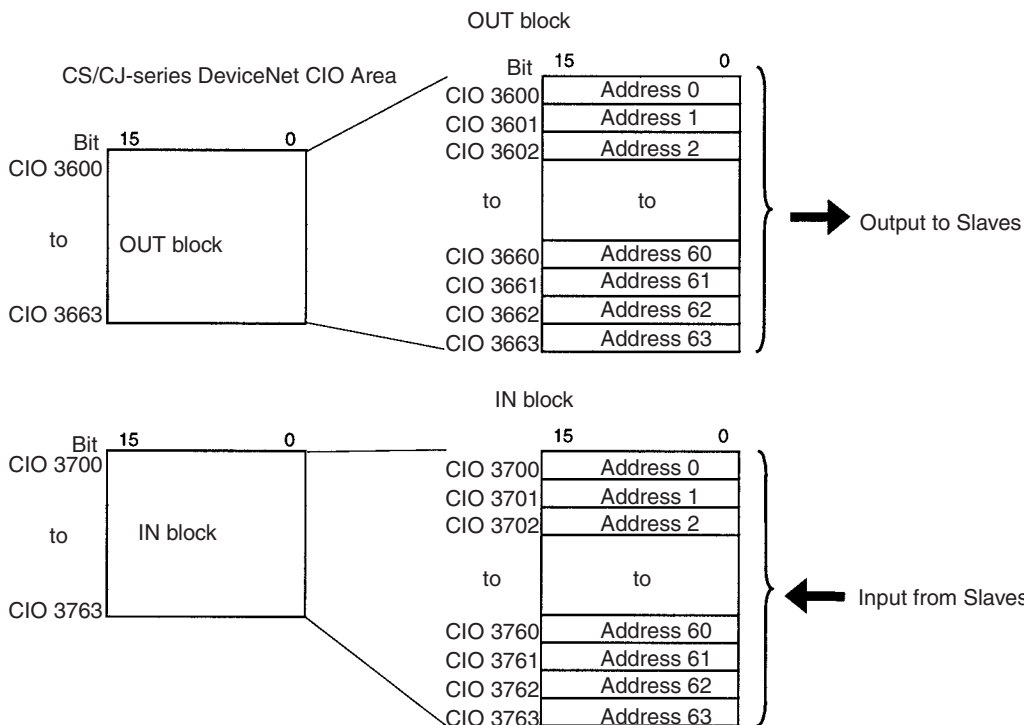 OUT block
CS/CJ-series DeviceNet CIO Area
Bit 15 0
CIO 3600 Address 0
CIO 3601 Address 1
CIO 3602 Address 2
to to
CIO 3660 Address 60
CIO 3661 Address 61
CIO 3662 Address 62
CIO 3663 Address 63
Output to Slaves
Bit 15 0
CIO 3600
to
OUT block
CIO 3663
IN block
15 0
CIO 3700 Address 0
CIO 3701 Address 1
CIO 3702 Address 2
to to
CIO 3760 Address 60
CIO 3761 Address 61
CIO 3762 Address 62
CIO 3763 Address 63
Input from Slaves
Bit 15 0
CIO 3700
to
IN block
CIO 3763